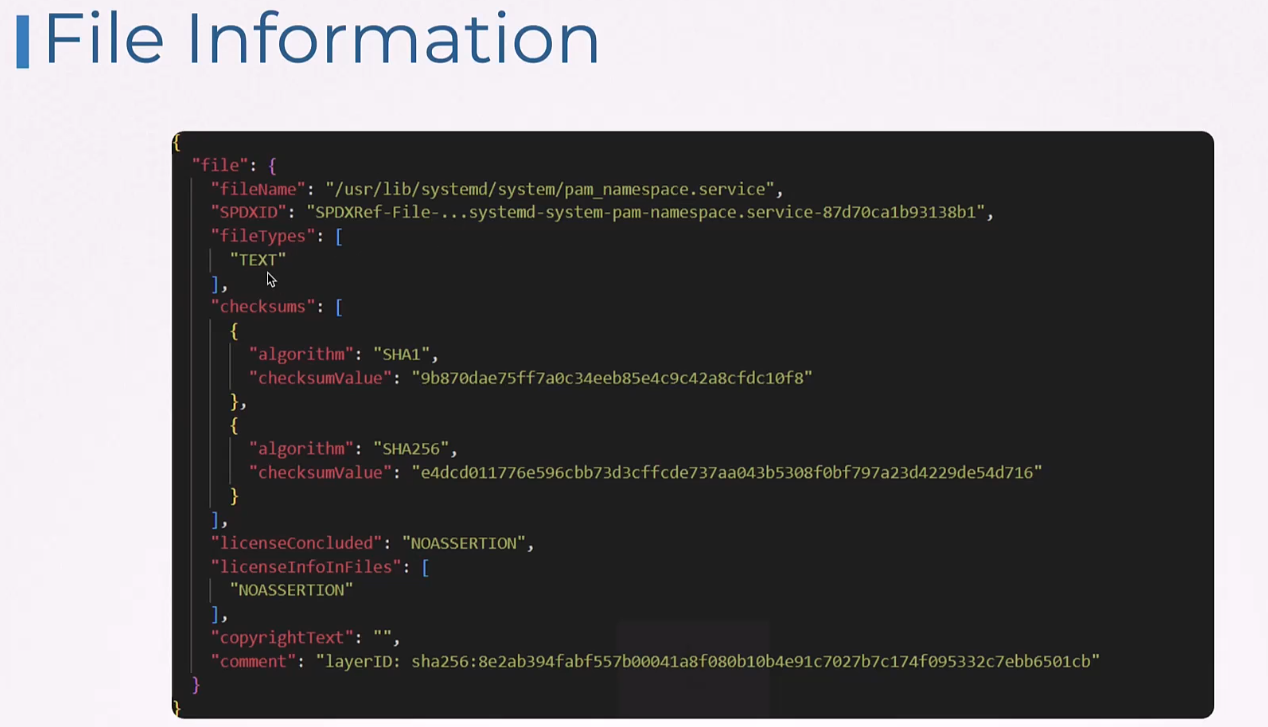 File Information
{
"file": {
"fileName": "/usr/lib/systemd/system/pam_namespace.service",
"SPDXID": "SPDXRef-File-...systemd-system-pam-namespace.service-87d70ca1b93138b1",
"fileTypes": [
"TEXT"
],
"checksums": [
{
"algorithm": "SHA1",
"checksumValue": "9b870dae75ff7a0c34eeb85e4c9c42a8cfdc10f8"
},
{
"algorithm": "SHA256",
"checksumValue": "e4dcd011776e596cbb73d3cffcde737aa043b5308f0bf797a23d4229de54d716"
}
],
"licenseConcluded": "NOASSERTION",
"licenseInfoInFiles": [
"NOASSERTION"
],
"copyrightText": "",
"comment": "layerID: sha256:8e2ab394fabf557b00041a8f080b10b4e91c7027b7c174f095332c7ebb6501cb"
}
}